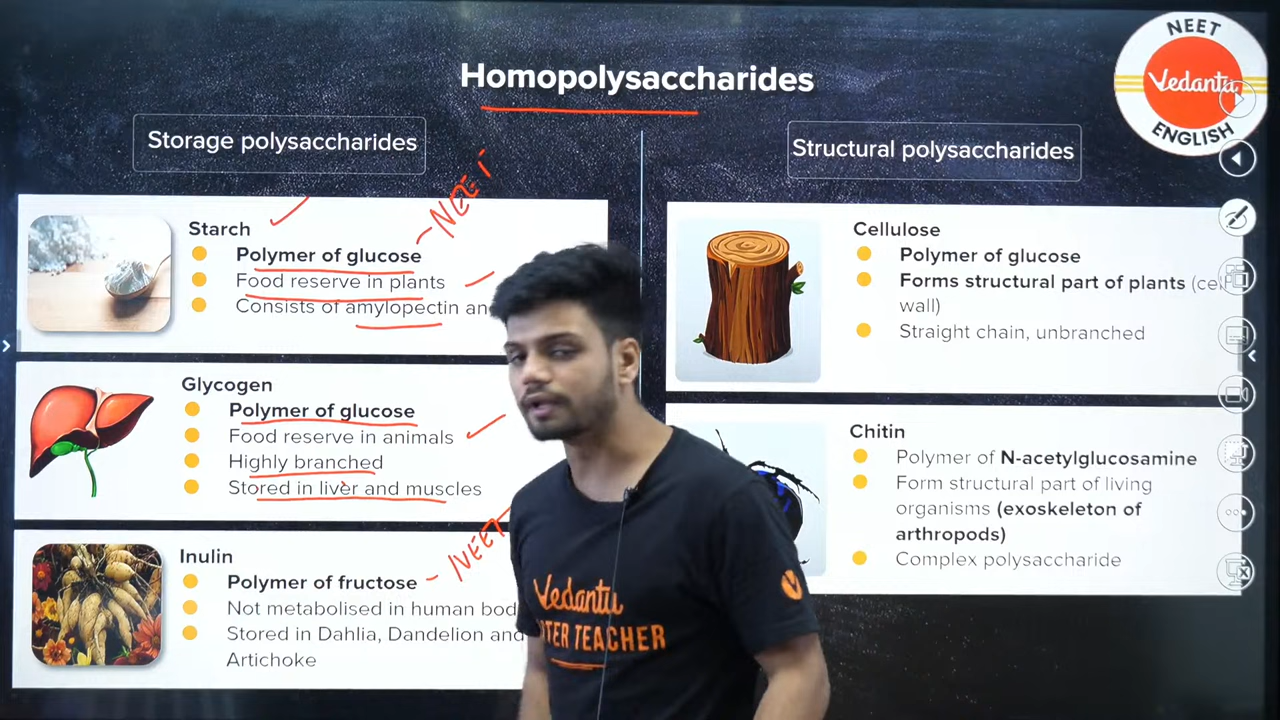 Homopolysaccharides
NEET
Vedantu
ENGLISH
Storage polysaccharides
Structural polysaccharides
NEET
Starch
Polymer of glucose
Food reserve in plants
Consists of amylopectin
Glycogen
Polymer of glucose
Food reserve in animals
Highly branched
Stored in liver and muscles
NEET
Inulin
Polymer of fructose
Not metabolised in human
Stored in Dahlia, Dandelion and
Artichoke
Cellulose
Polymer of glucose
Forms structural part of plants (cell
wall)
Straight chain, unbranched
Chitin
Polymer of N-acetylglucosamine
Form structural part of living
organisms (exoskeleton of
arthropods)
Complex polysaccharide
Vedantu
TEACHER